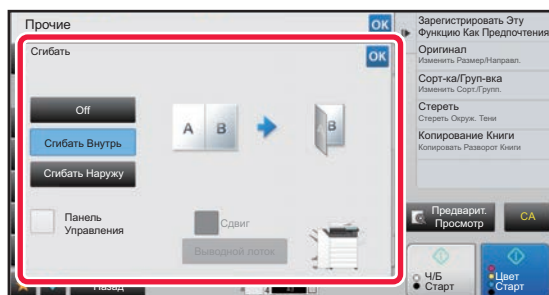 Прочие
OK
Сгибать
OK
Off
Сгибать Внутрь
Сгибать Наружу
A B
B
Панель
Управления
Сдвиг
Выводной лоток
Назад
4
Зарегистрировать Эту
Функцию Как Предпочтения
Оригинал
Изменить Размер/Направл.
Сорт-ка/Груп-вка
Изменить Сорт./Групп.
Стереть
Стереть Окруж. Тени
Копирование Книги
Копировать Разворот Книги
Предварит.
Просмотр
CA
Ч/Б
Старт
Цвет
Старт